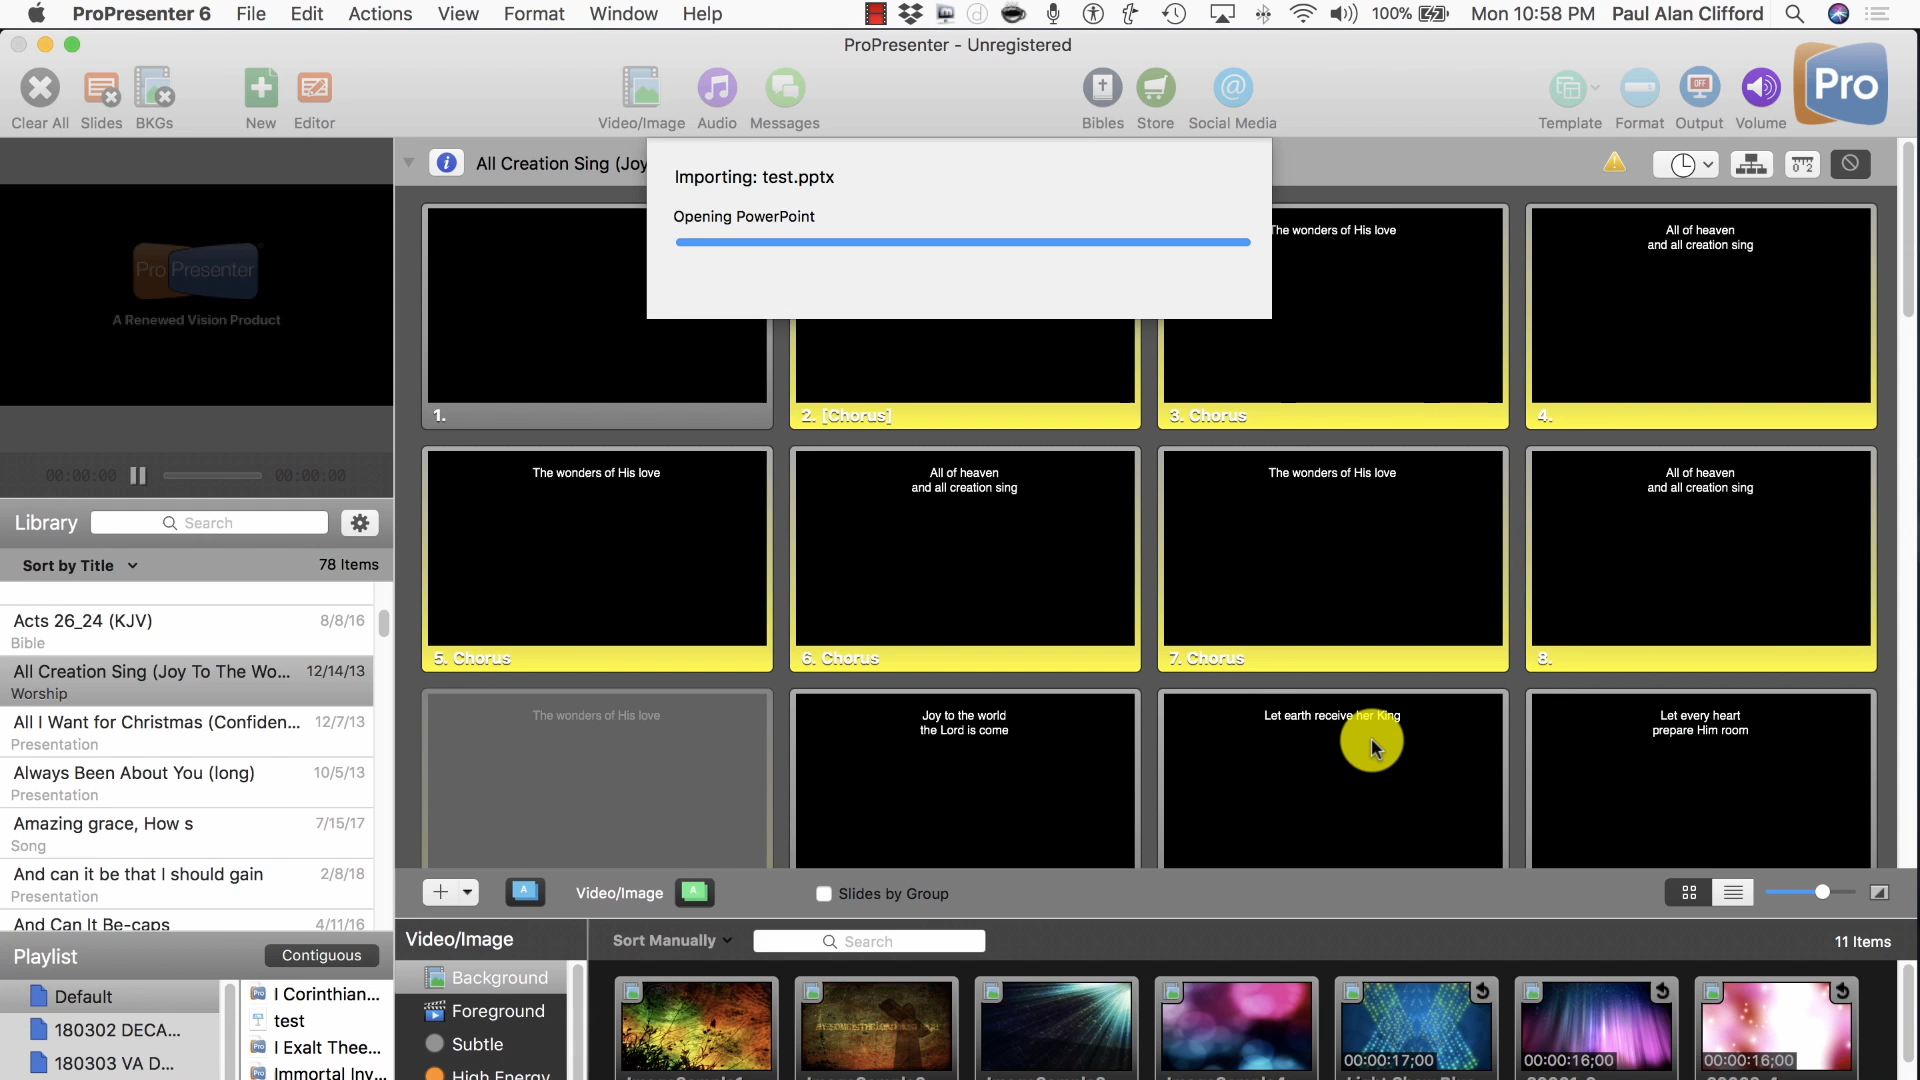 ProPresenter 6 File Edit Actions View Format Window Help 100% Mon 10:58 PM Paul Alan Clifford
ProPresenter - Unregistered
Clear All Slides BKGs New Editor Video/Image Audio Messages Bibles Store Social Media Template Format Output Volume
OFF
Pro
All Creation Sing (Joy
Importing: test.pptx
Opening PowerPoint
ProPresenter
A Renewed Vision Product
00:00:00 00:00:00
The wonders of His love
All of heaven
and all creation sing
1. 2. [Chorus] 3. Chorus 4.
The wonders of His love
All of heaven
and all creation sing
The wonders of His love
All of heaven
and all creation sing
5. Chorus 6. Chorus 7. Chorus 8.
The wonders of His love
Joy to the world
the Lord is come
Let earth receive her King
Let every heart
prepare Him room
Library Search
Sort by Title 78 Items
Acts 26_24 (KJV) 8/8/16
Bible
All Creation Sing (Joy To The Wo... 12/14/13
Worship
All I Want for Christmas (Confiden... 12/7/13
Presentation
Always Been About You (long) 10/5/13
Presentation
Amazing grace, How s 7/15/17
Song
And can it be that I should gain 2/8/18
Presentation
And Can It Be-caps 4/11/16
Video/Image Slides by Group
Playlist Contiguous
Default
180302 DECA...
180303 VA D...
I Corinthian...
test
I Exalt Thee...
Immortal Inv...
Video/Image
Background
Foreground
Subtle
High Energy
Sort Manually Search 11 Items
00:00:17;00 00:00:16;00 00:00:16;00